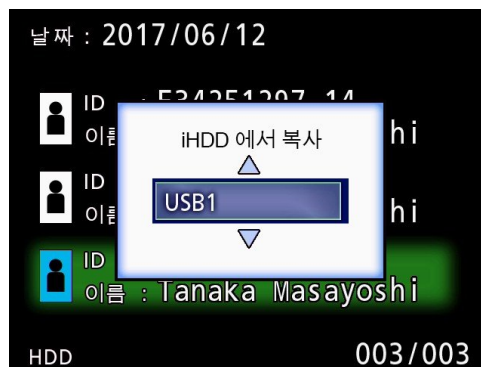 날짜 : 2017/06/12
ID
이름
hi
iHDD 에서 복사
USB1
ID
이름
hi
ID
이름 : Tanaka Masayoshi
HDD
003/003